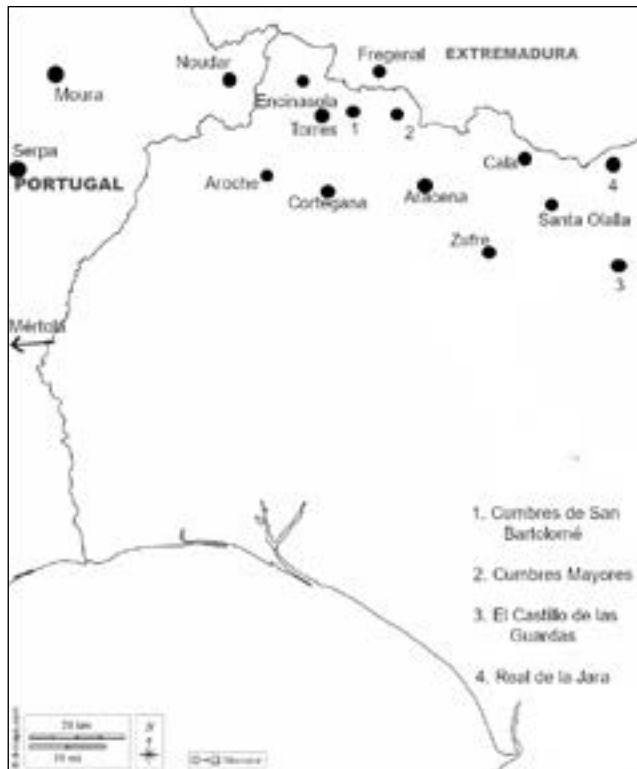 Noudar
Fregenal
EXTREMADURA
Moura
Encinasola
Torres
1
2
Serpa
PORTUGAL
Aroche
Cortegana
Aracena
Cala
4
Santa Olalla
Zufre
3
Mértola
1. Cumbres de San
Bartolomé
2. Cumbres Mayores
3. El Castillo de las
Guardas
4. Real de la Jara
20 km
10 mi
N